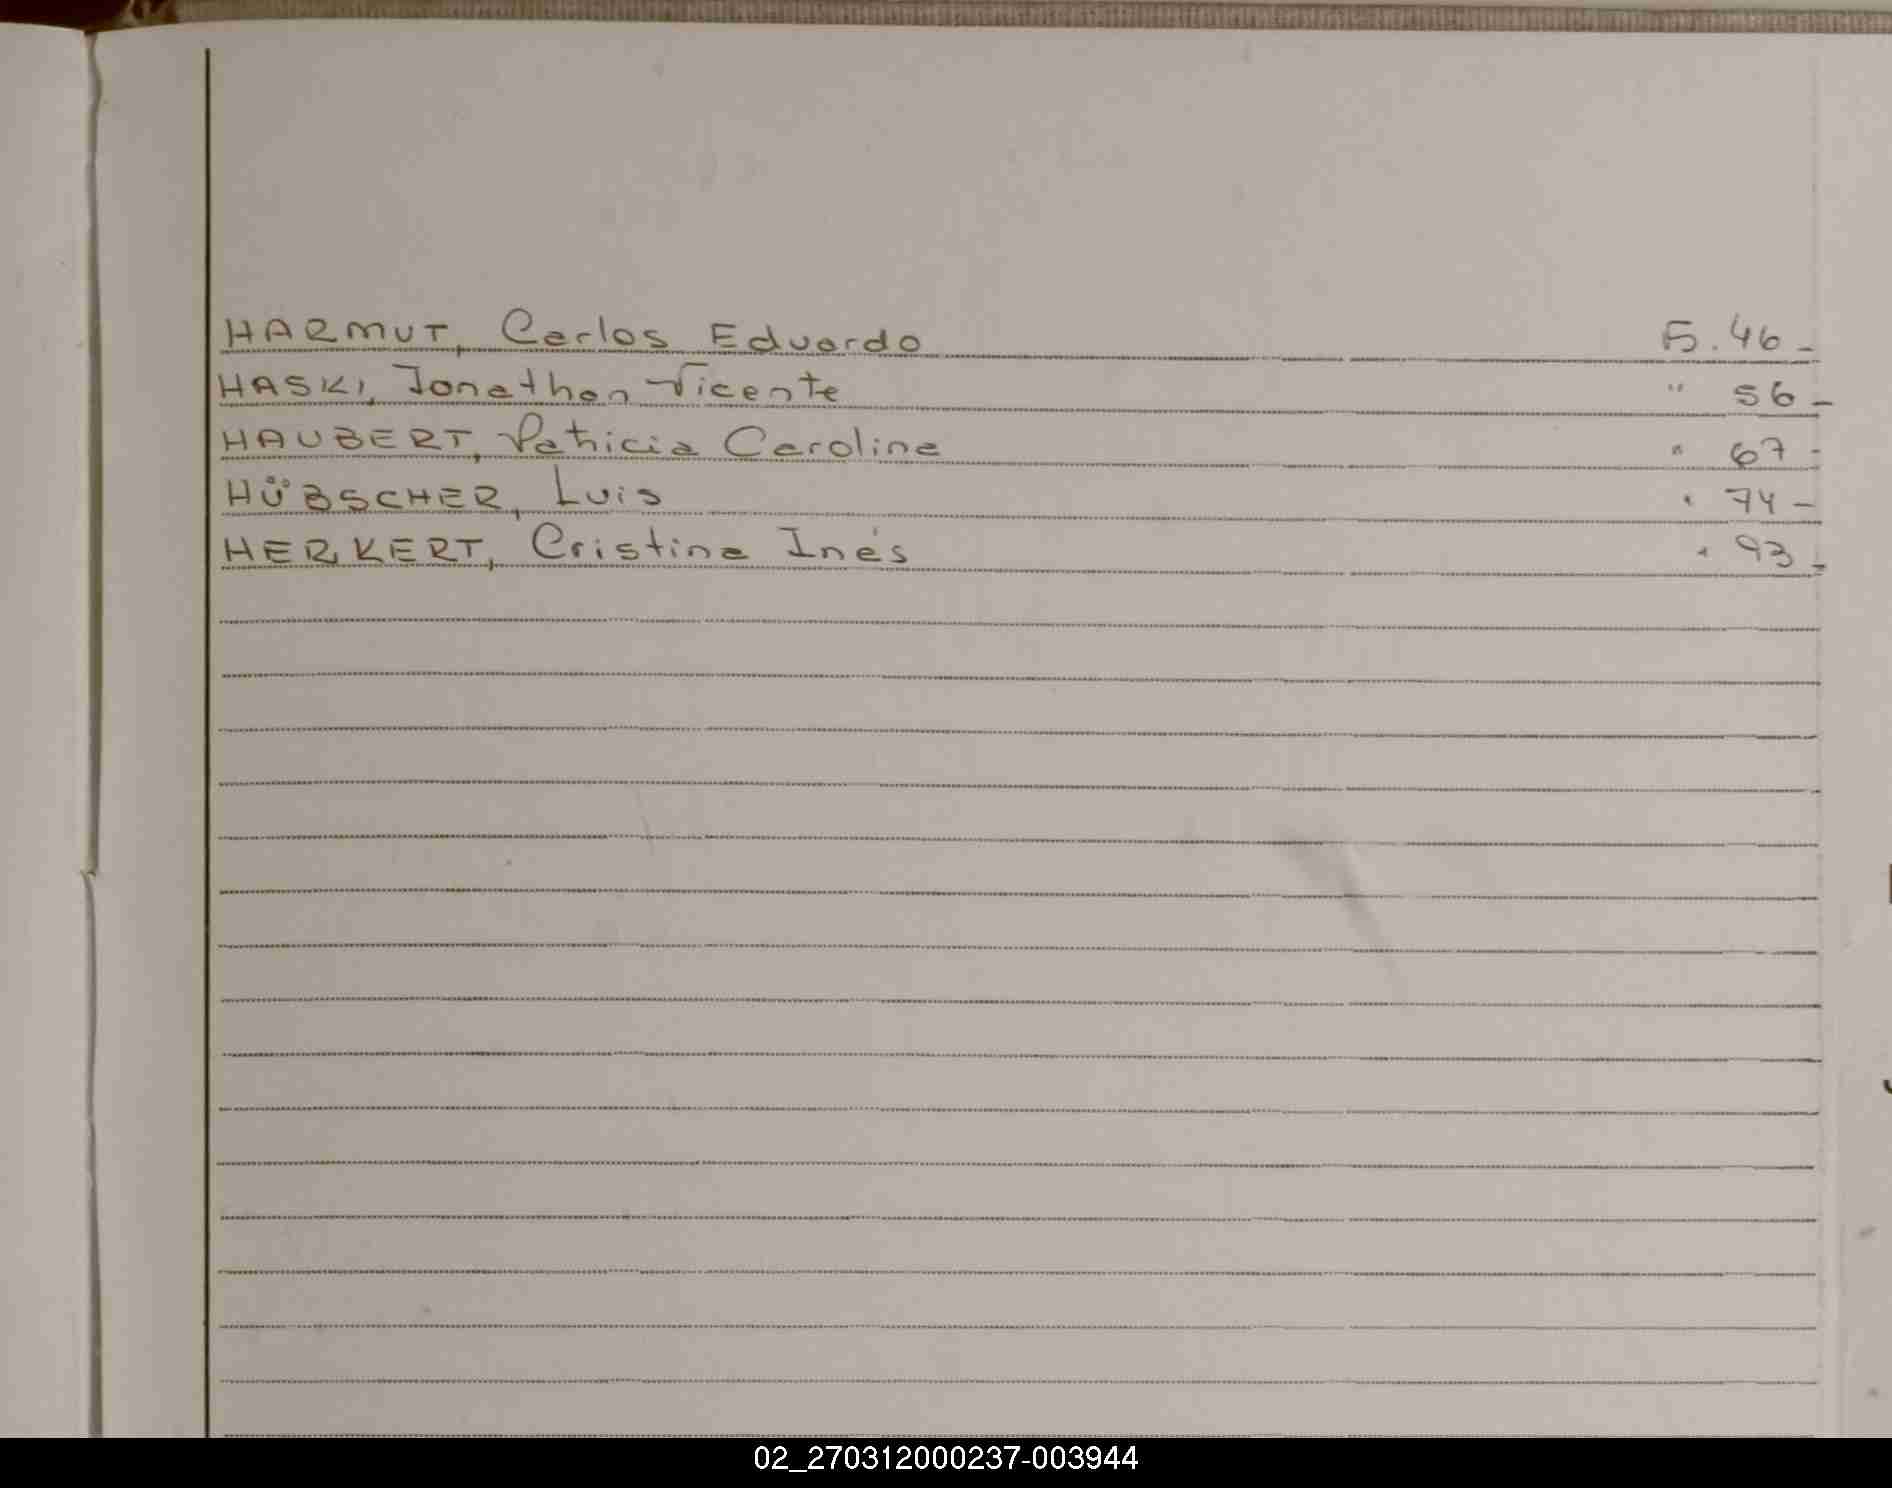 HARMUT, Carlos Eduardo F. 46 -
HASKI, Jonathan Vicente " 56 -
HAUBERT, Patricia Carolina " 67 -
HÜBSCHER, Luis " 74 -
HERKERT, Cristina Inés " 93 -
02_270312000237-003944